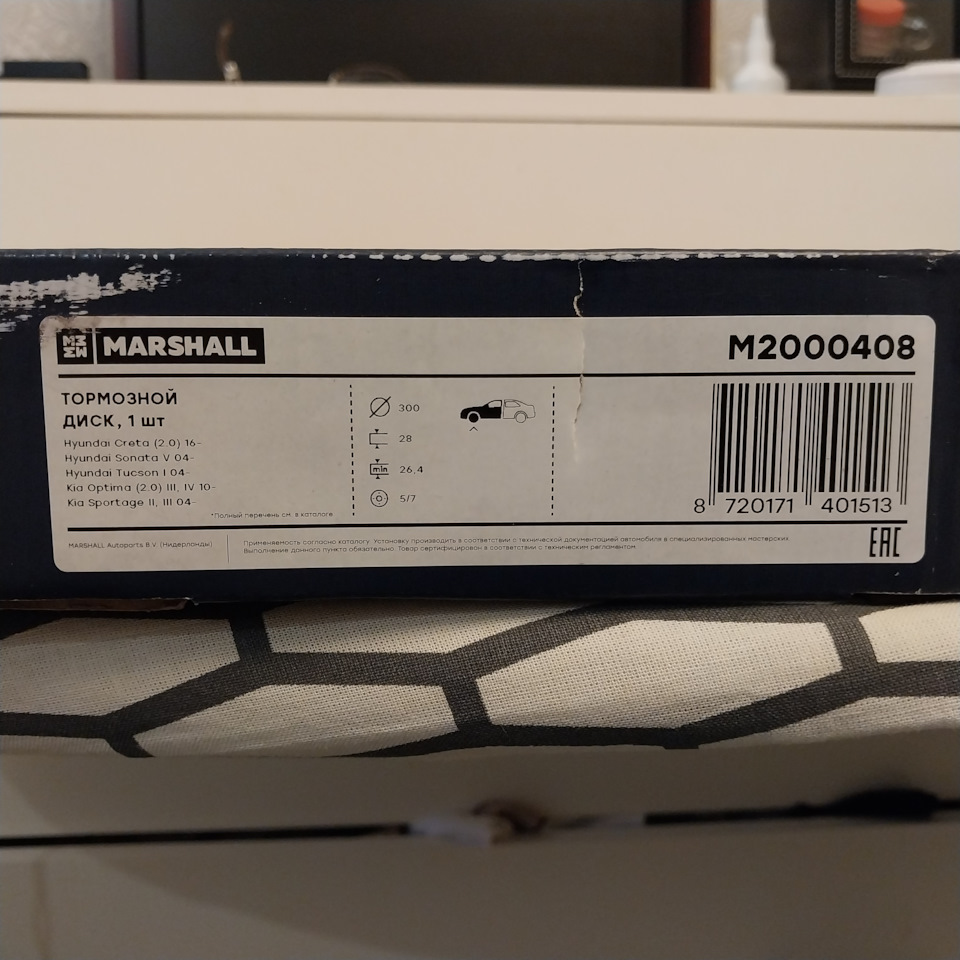 MARSHALL
M2000408
ТОРМОЗНОЙ
ДИСК, 1 шт
Hyundai Creta (2.0) 16-
Hyundai Sonata V 04-
Hyundai Tucson I 04-
Kia Optima (2.0) III, IV 10-
Kia Sportage II, III 04-
*Полный перечень см. в каталоге
300
28
min 26,4
5/7
8 720171 401513
MARSHALL Autoparts B.V. (Нидерланды)
Применяемость согласно каталогу. Установку производить в соответствии с технической документацией автомобиля в специализированных мастерских.
Выполнение данного пункта обязательно. Товар сертифицирован в соответствии с техническим регламентом.
EAC